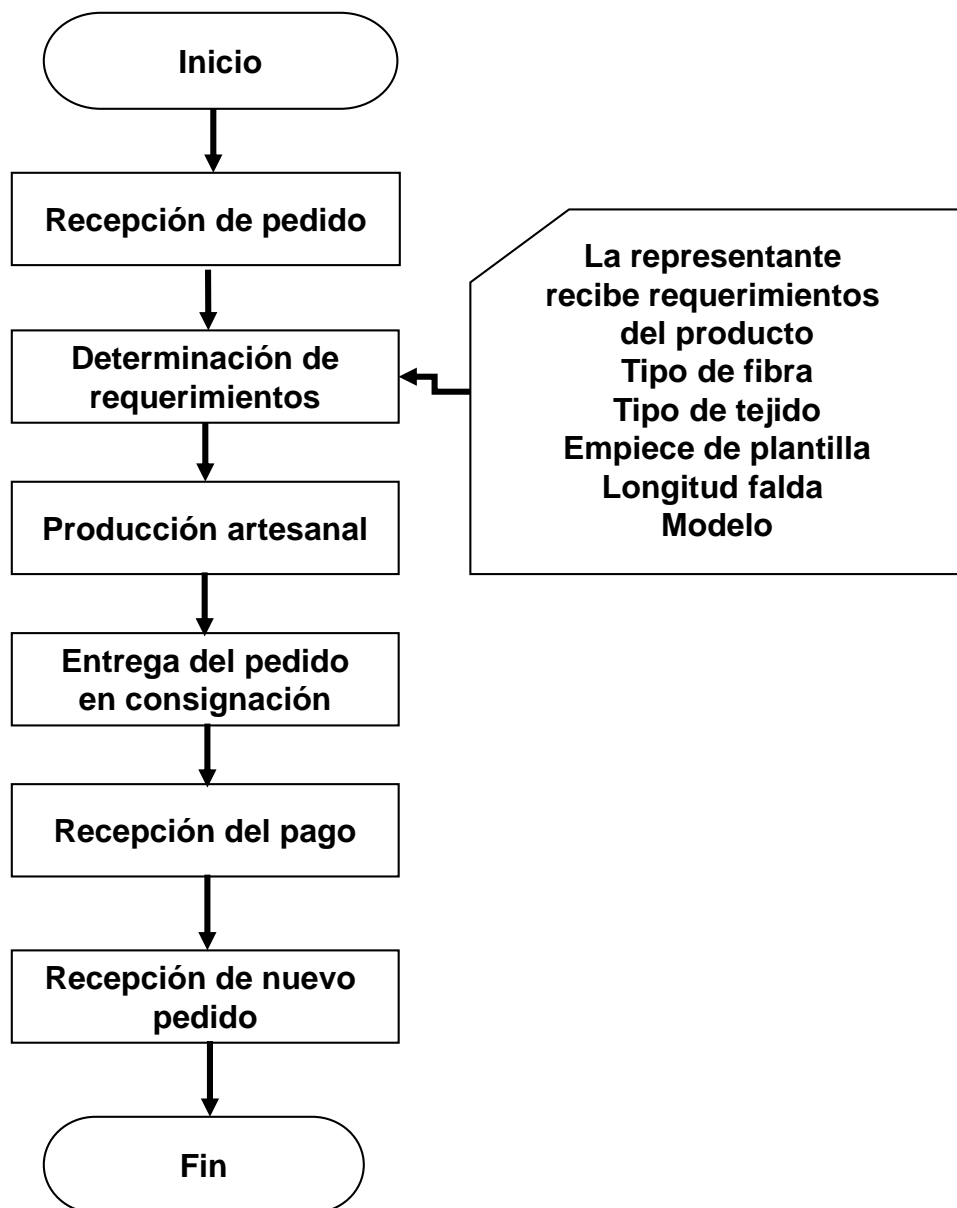 Inicio
Recepción de pedido
Determinación de
requerimientos
La representante
recibe requerimientos
del producto
Tipo de fibra
Tipo de tejido
Empiece de plantilla
Longitud falda
Modelo
Producción artesanal
Entrega del pedido
en consignación
Recepción del pago
Recepción de nuevo
pedido
Fin